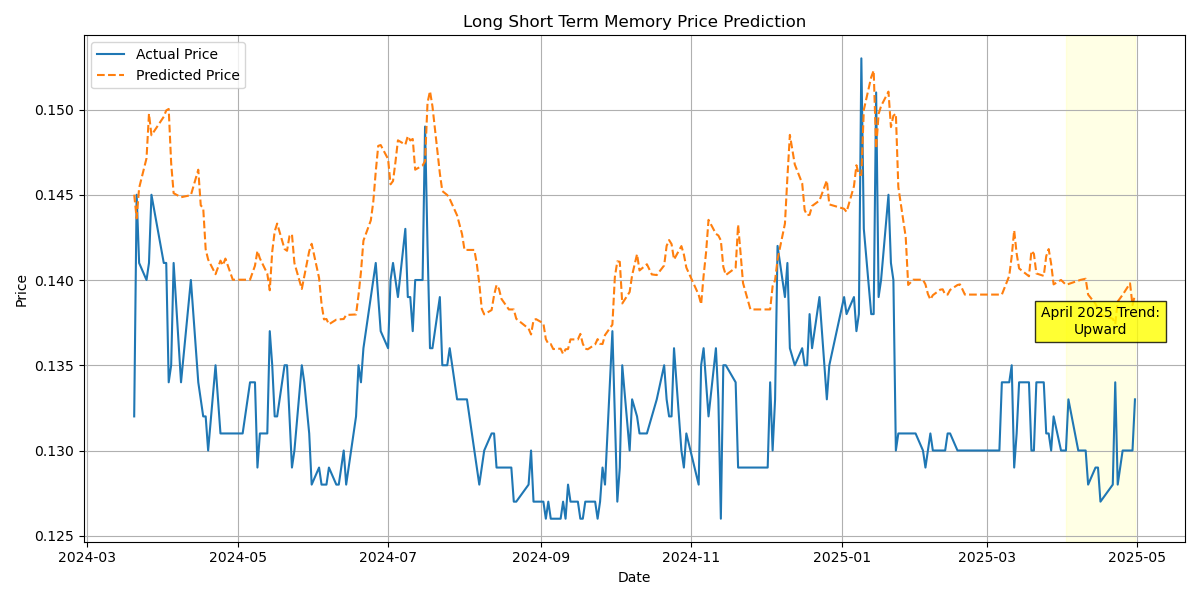 Long Short Term Memory Price Prediction
Actual Price
Predicted Price
April 2025 Trend:
Upward
Price
0.150
0.145
0.140
0.135
0.130
0.125
2024-03
2024-05
2024-07
2024-09
2024-11
2025-01
2025-03
2025-05
Date